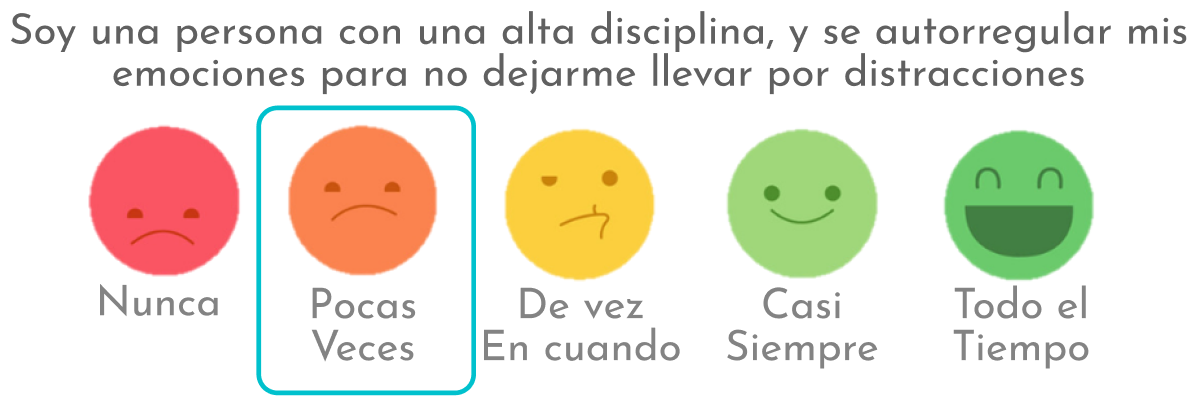 Soy una persona con una alta disciplina, y se autorregular mis
emociones para no dejarme llevar por distracciones
Nunca
Pocas
Veces
De vez
En cuando
Casi
Siempre
Todo el
Tiempo